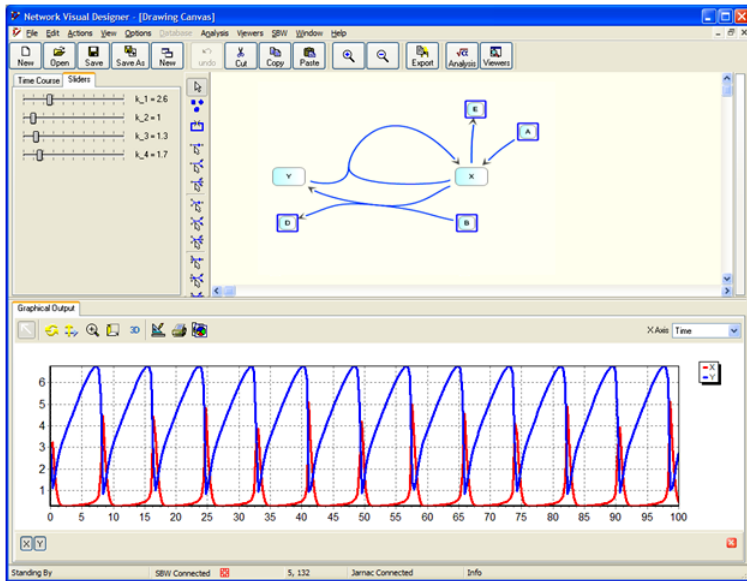 Network Visual Designer - [Drawing Canvas]
File Edit Actions View Options Database Analysis Viewers SBW Window Help
New Open Save Save As New undo Cut Copy Paste Export Analysis Viewers
Time Course Sliders
k_1 = 2.6
k_2 = 1
k_3 = 1.3
k_4 = 1.7
E
A
Y X
D B
Graphical Output
3D X Axis Time
X
Y
6
5
4
3
2
1
0 5 10 15 20 25 30 35 40 45 50 55 60 65 70 75 80 85 90 95 100
X Y
Standing By SBW Connected 5, 132 Jarnac Connected Info